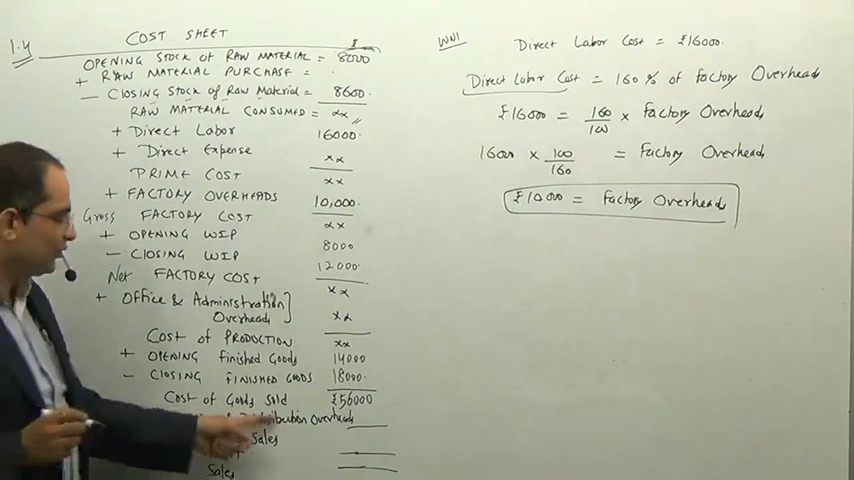 1.4 COST SHEET
₹
OPENING STOCK of RAW MATERIAL = 8000
+ RAW MATERIAL PURCHASE =
- CLOSING STOCK of RAW Material = 8600
RAW MATERIAL CONSUMED = xx
+ Direct Labor 16000
+ Direct Expense xx
PRIME COST xx
+ FACTORY OVERHEADS 10,000
Gross FACTORY COST xx
+ OPENING WIP 8000
- CLOSING WIP 12000
Net FACTORY COST xx
+ Office & Administration
Overheads xx
COST OF PRODUCTION xx
+ OPENING Finished Goods 14000
- CLOSING FINISHED GOODS 18000
Cost of Goods Sold ₹56000
Distribution Overheads
Sales
Sales
WN1 Direct Labor Cost = ₹16000
Direct Labor Cost = 160 % of factory Overheads
₹16000 = 160/100 x factory Overheads
16000 x 100/160 = factory Overheads
₹10000 = factory Overheads